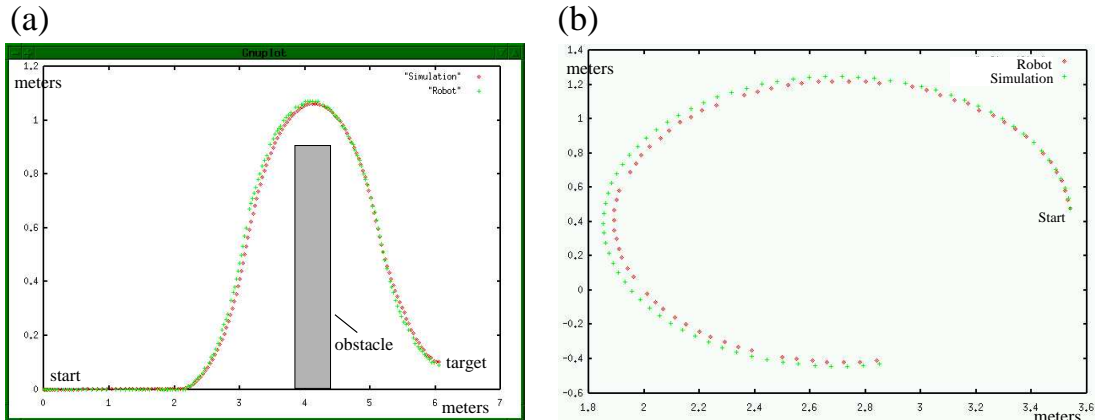 (a)
Gnuplot
1.2
meters
"Simulation"
"Robot"
1
0.8
0.6
0.4
0.2
0
start
obstacle
target
0 1 2 3 4 5 6 7
meters
(b)
1.4
meters
Robot
Simulation
1.2
1
0.8
0.6
0.4
0.2
0
-0.2
-0.4
-0.6
Start
1.8 2 2.2 2.4 2.6 2.8 3 3.2 3.4 3.6
meters